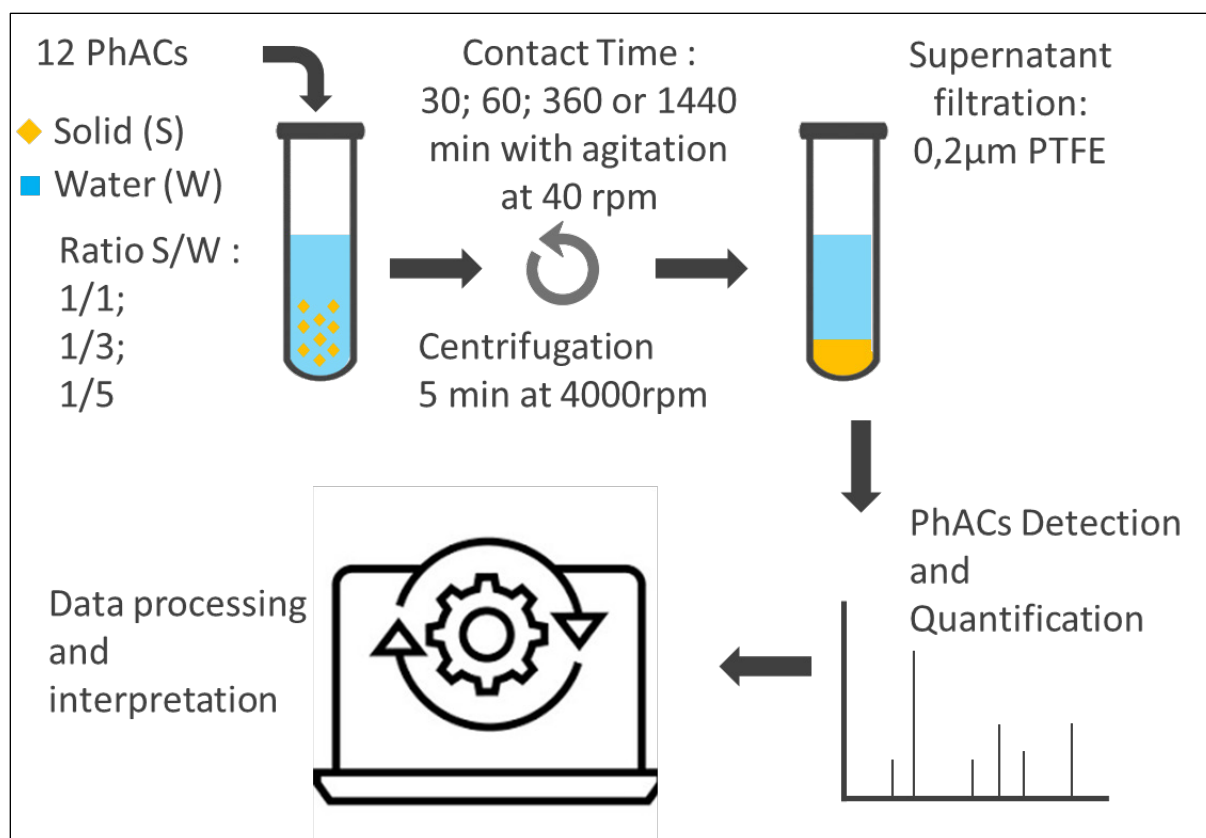 12 PhACs
Solid (S)
Water (W)
Ratio S/W :
1/1;
1/3;
1/5
Contact Time :
30; 60; 360 or 1440
min with agitation
at 40 rpm
Centrifugation
5 min at 4000rpm
Supernatant
filtration:
0,2µm PTFE
PhACs Detection
and
Quantification
Data processing
and
interpretation